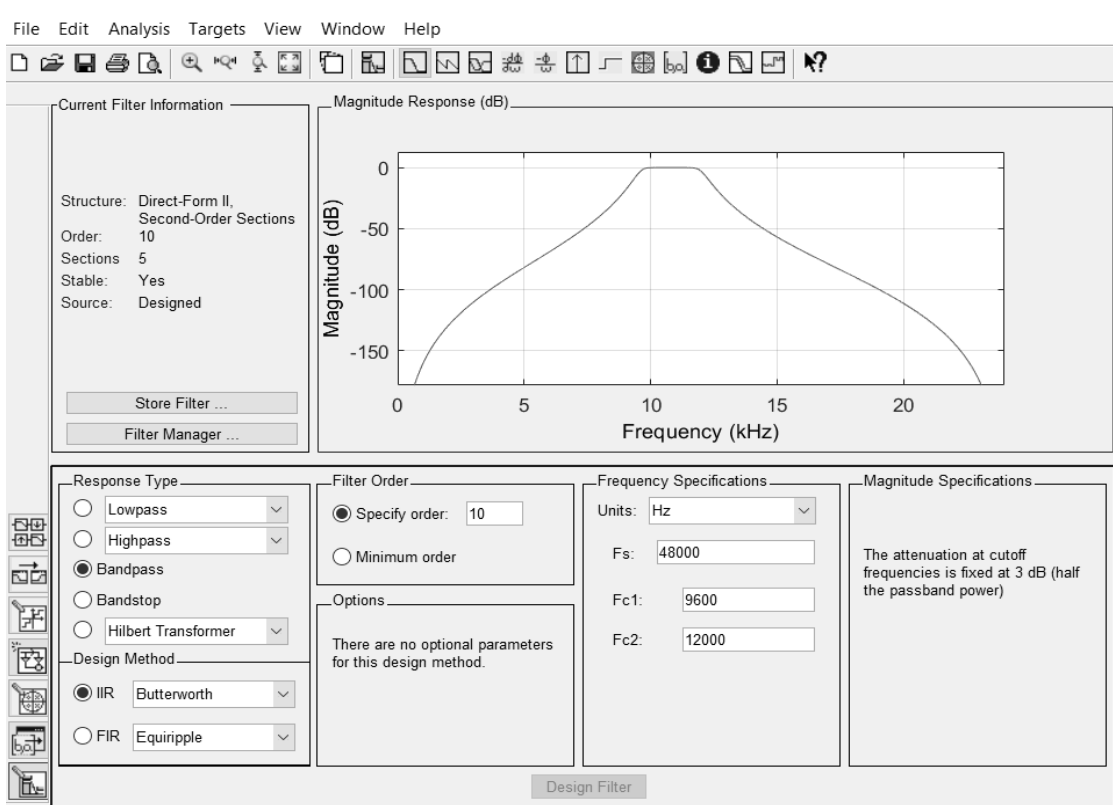 File Edit Analysis Targets View Window Help
Current Filter Information
Structure: Direct-Form II,
Second-Order Sections
Order: 10
Sections 5
Stable: Yes
Source: Designed
Store Filter ...
Filter Manager ...
Magnitude Response (dB)
Magnitude (dB)
0
-50
-100
-150
0 5 10 15 20
Frequency (kHz)
Response Type
Lowpass
Highpass
Bandpass
Bandstop
Hilbert Transformer
Design Method
IIR Butterworth
FIR Equiripple
Filter Order
Specify order: 10
Minimum order
Options
There are no optional parameters
for this design method.
Frequency Specifications
Units: Hz
Fs: 48000
Fc1: 9600
Fc2: 12000
Magnitude Specifications
The attenuation at cutoff
frequencies is fixed at 3 dB (half
the passband power)
Design Filter